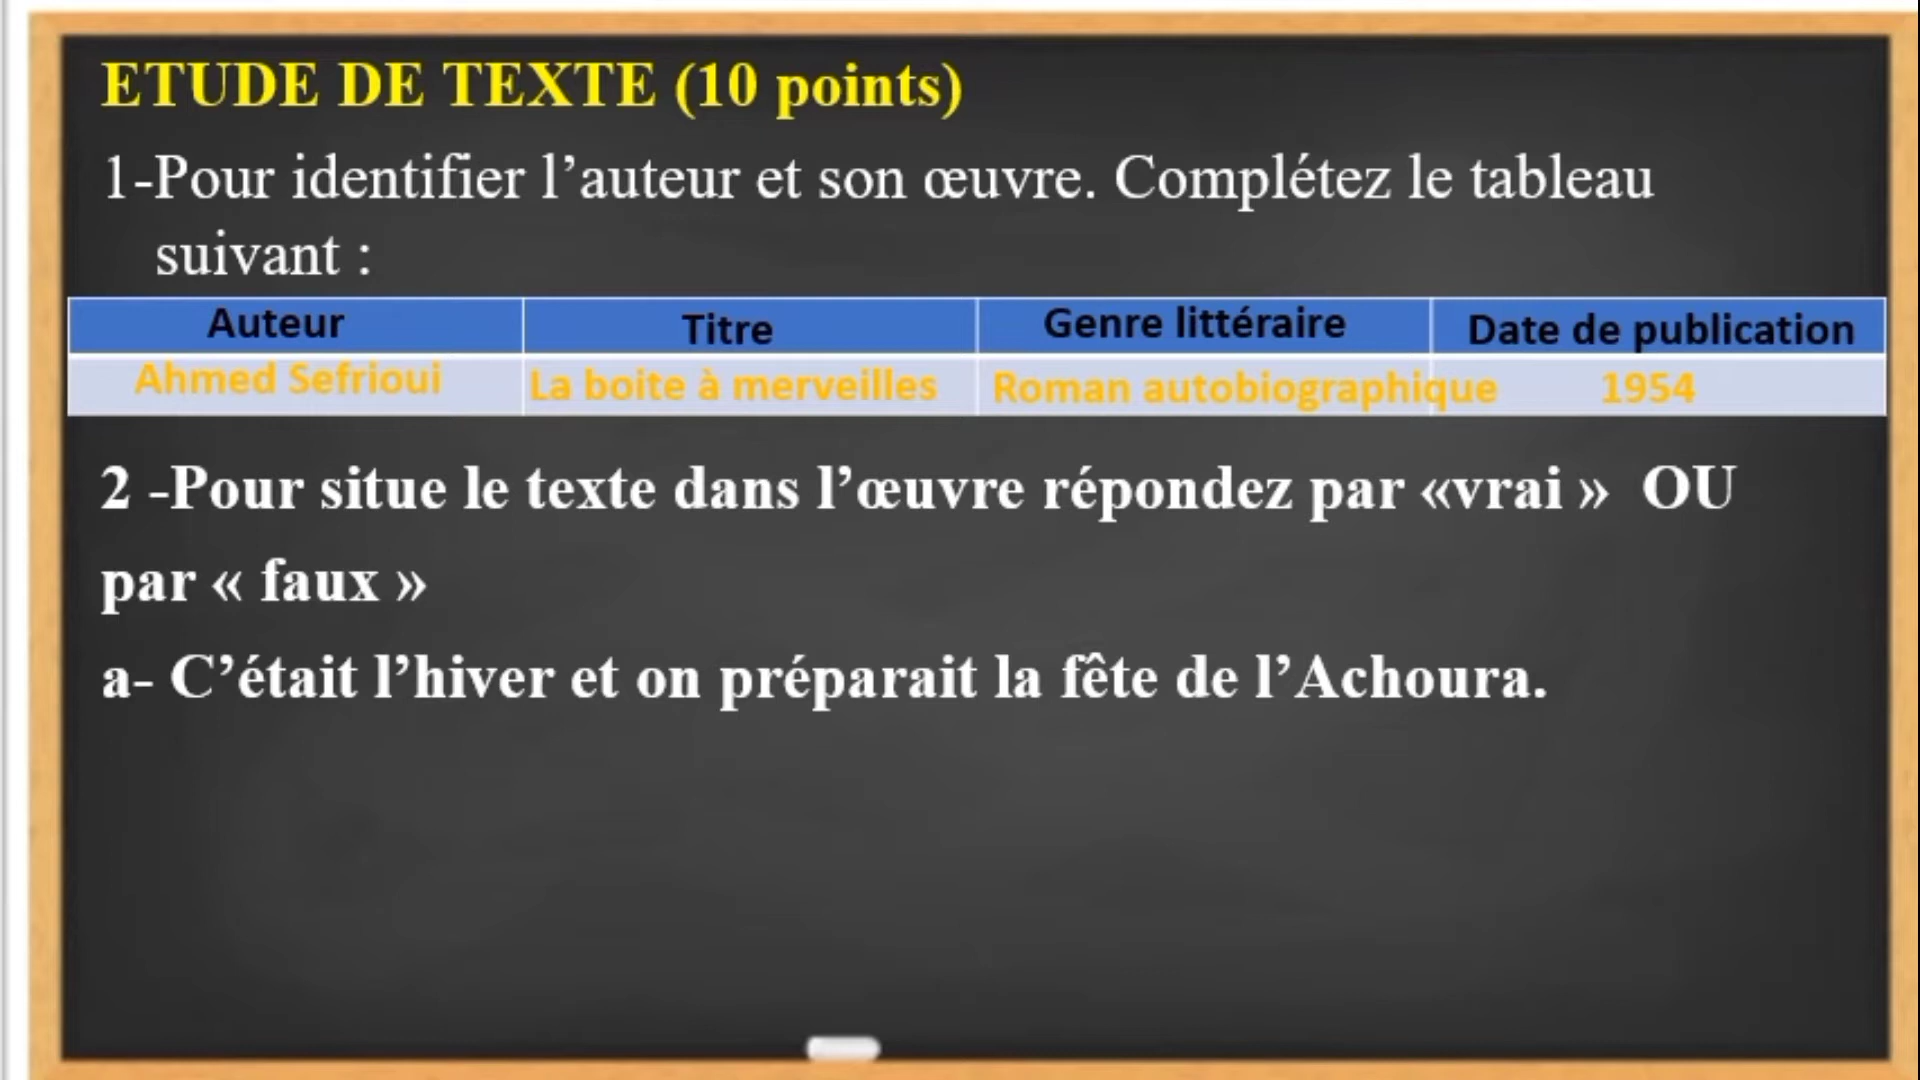 ETUDE DE TEXTE (10 points)
1-Pour identifier l’auteur et son œuvre. Complétez le tableau
suivant :
Auteur Titre Genre littéraire Date de publication
Ahmed Sefrioui La boite à merveilles Roman autobiographique 1954
2 -Pour situe le texte dans l’œuvre répondez par «vrai » OU
par « faux »
a- C’était l’hiver et on préparait la fête de l’Achoura.